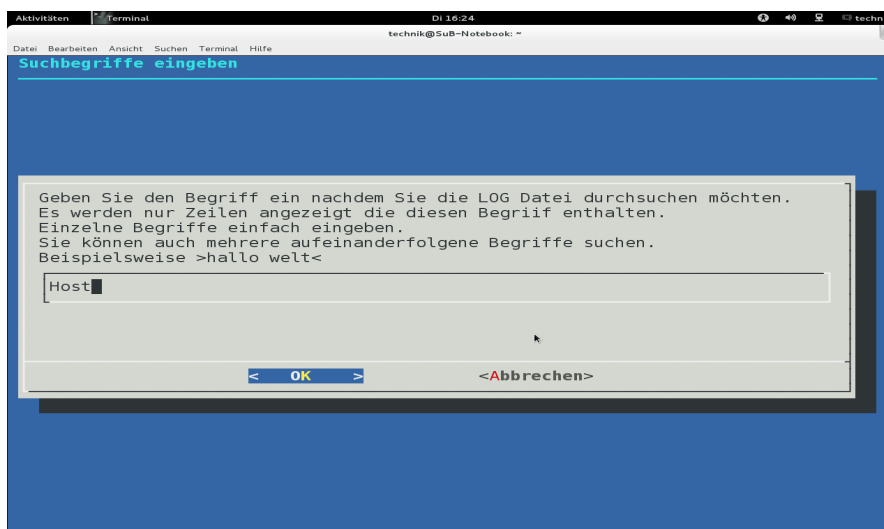 Aktivitäten Terminal Di 16:24 techn
technik@SuB-Notebook: ~
Datei Bearbeiten Ansicht Suchen Terminal Hilfe
Suchbegriffe eingeben
Geben Sie den Begriff ein nachdem Sie die LOG Datei durchsuchen möchten.
Es werden nur Zeilen angezeigt die diesen Begriif enthalten.
Einzelne Begriffe einfach eingeben.
Sie können auch mehrere aufeinanderfolgene Begriffe suchen.
Beispielsweise >hallo welt<
Host
< OK > <Abbrechen>